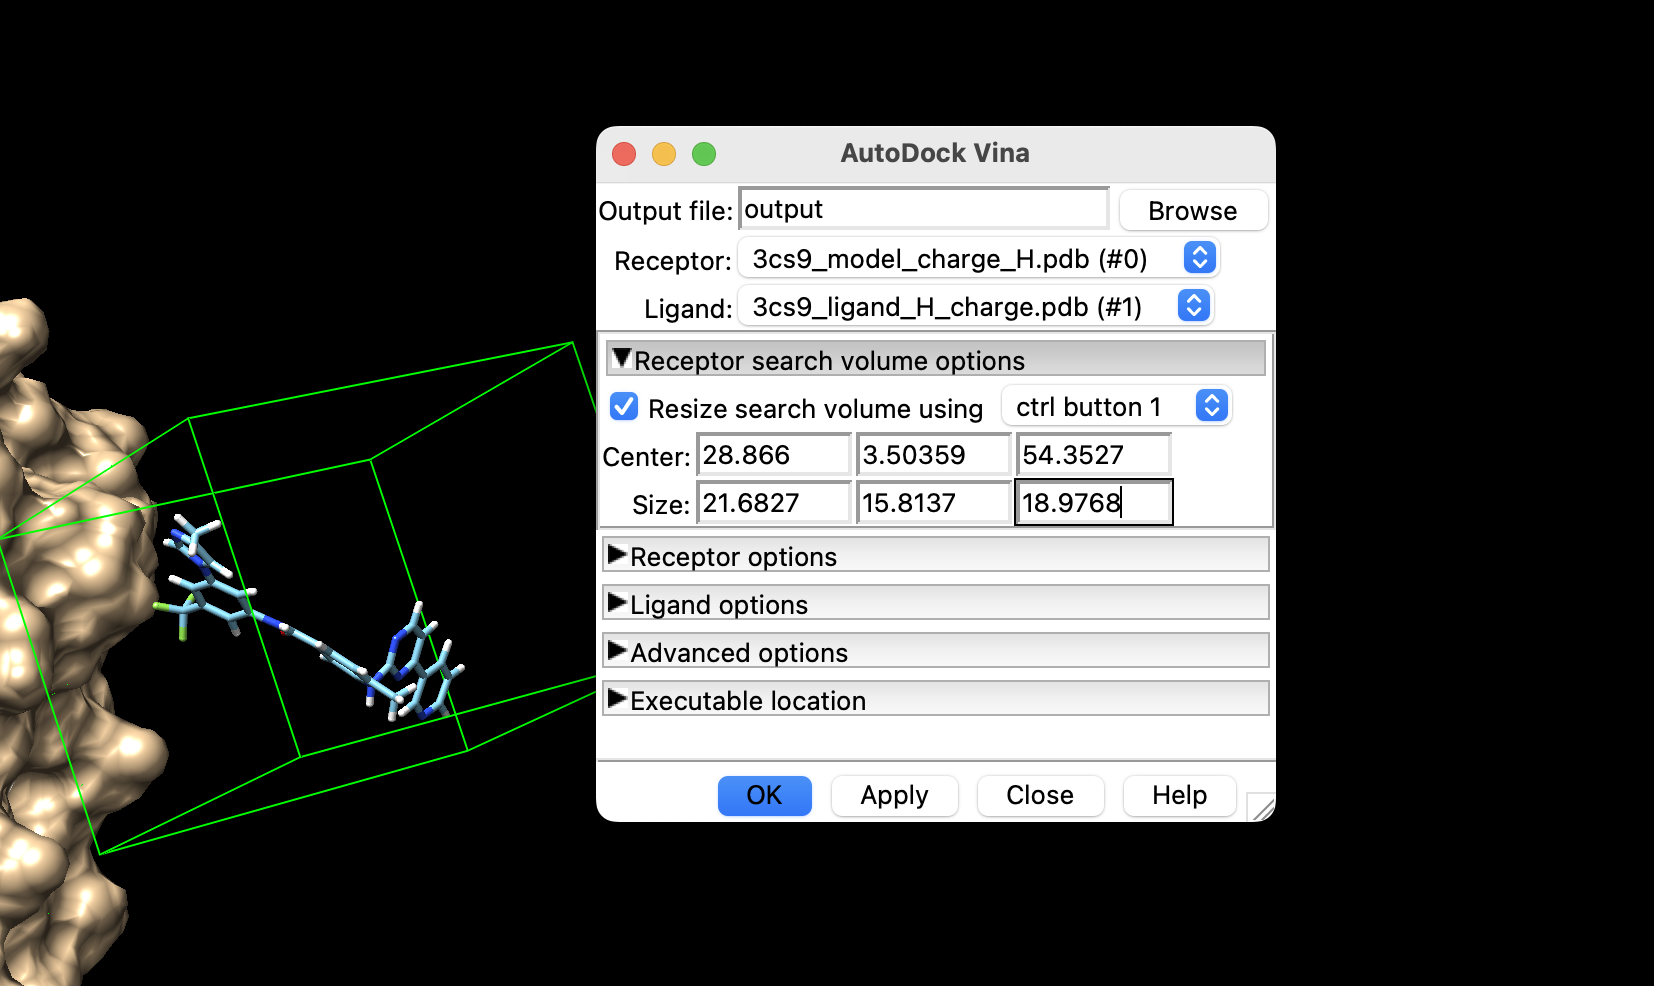 AutoDock Vina
Output file: output Browse
Receptor: 3cs9_model_charge_H.pdb (#0)
Ligand: 3cs9_ligand_H_charge.pdb (#1)
Receptor search volume options
Resize search volume using ctrl button 1
Center: 28.866 3.50359 54.3527
Size: 21.6827 15.8137 18.9768
Receptor options
Ligand options
Advanced options
Executable location
OK Apply Close Help